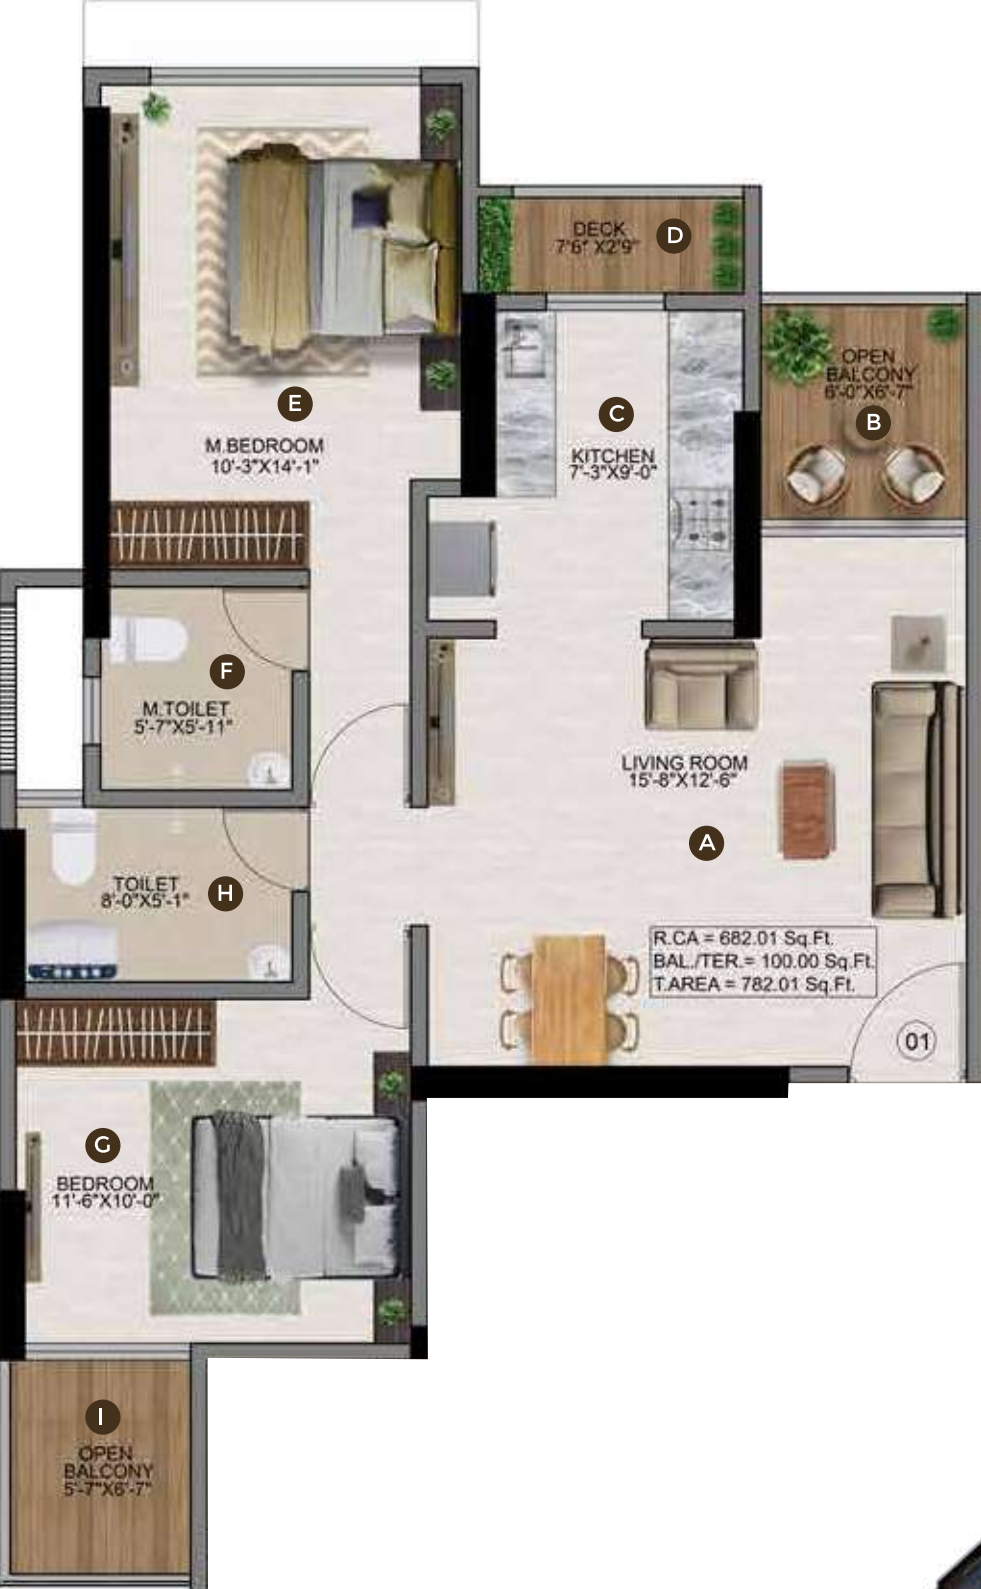 DECK
7'6" X2'9"
D
OPEN
BALCONY
6'-0"X6'-7"
B
E
C
M.BEDROOM
10'-3"X14'-1"
KITCHEN
7'-3"X9'-0"
F
M.TOILET
5'-7"X5'-11"
LIVING ROOM
15'-8"X12'-6"
A
TOILET
8'-0"X5'-1"
H
R.CA = 682.01 Sq.Ft.
BAL./TER.= 100.00 Sq.Ft.
T.AREA = 782.01 Sq.Ft.
01
G
BEDROOM
11'-6"X10'-0"
I
OPEN
BALCONY
5'-7"X6'-7"